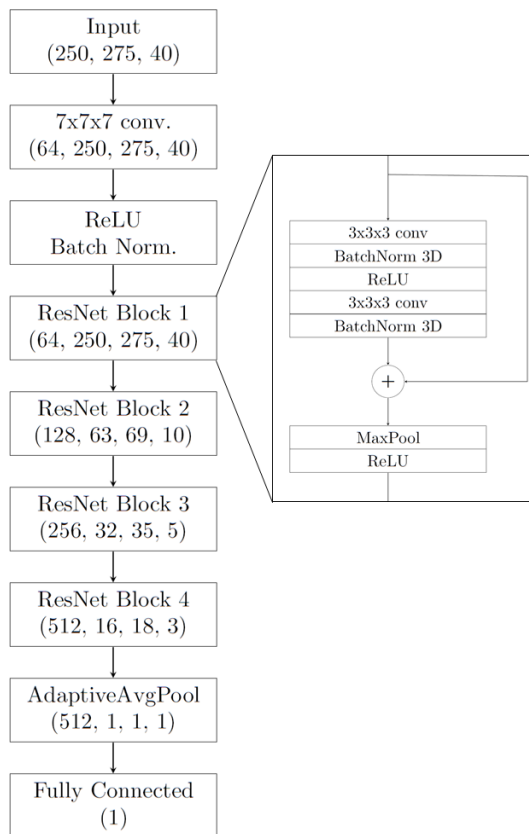 Input
(250, 275, 40)
7x7x7 conv.
(64, 250, 275, 40)
ReLU
Batch Norm.
ResNet Block 1
(64, 250, 275, 40)
ResNet Block 2
(128, 63, 69, 10)
ResNet Block 3
(256, 32, 35, 5)
ResNet Block 4
(512, 16, 18, 3)
AdaptiveAvgPool
(512, 1, 1, 1)
Fully Connected
(1)
3x3x3 conv
BatchNorm 3D
ReLU
3x3x3 conv
BatchNorm 3D
+
MaxPool
ReLU